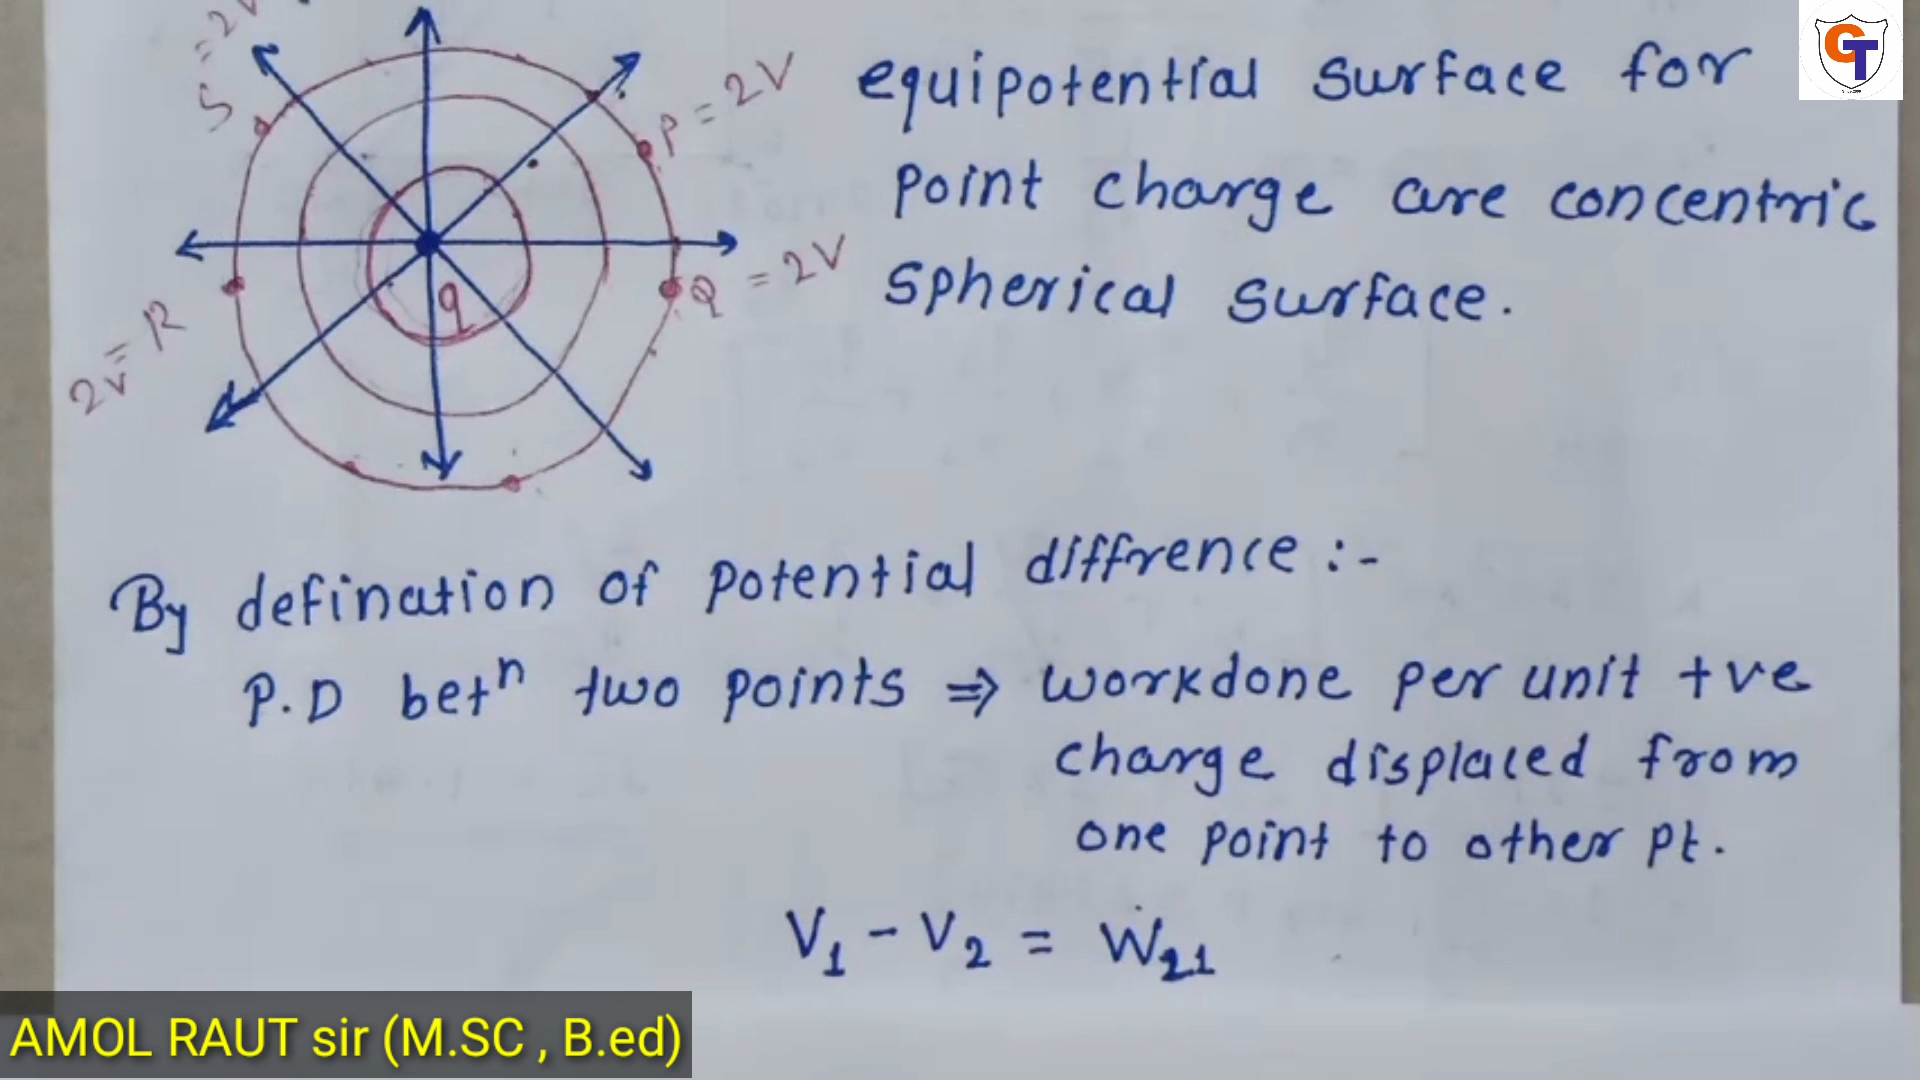 = 2V
S
P = 2V
Q = 2V
2V = R
q
equipotential surface for
point charge are concentric
spherical surface.
By defination of potential diffrence :-
P.D betn two points ⇒ workdone per unit +ve
charge displaced from
one point to other pt.
V1 - V2 = W21
GT
AMOL RAUT sir (M.SC , B.ed)